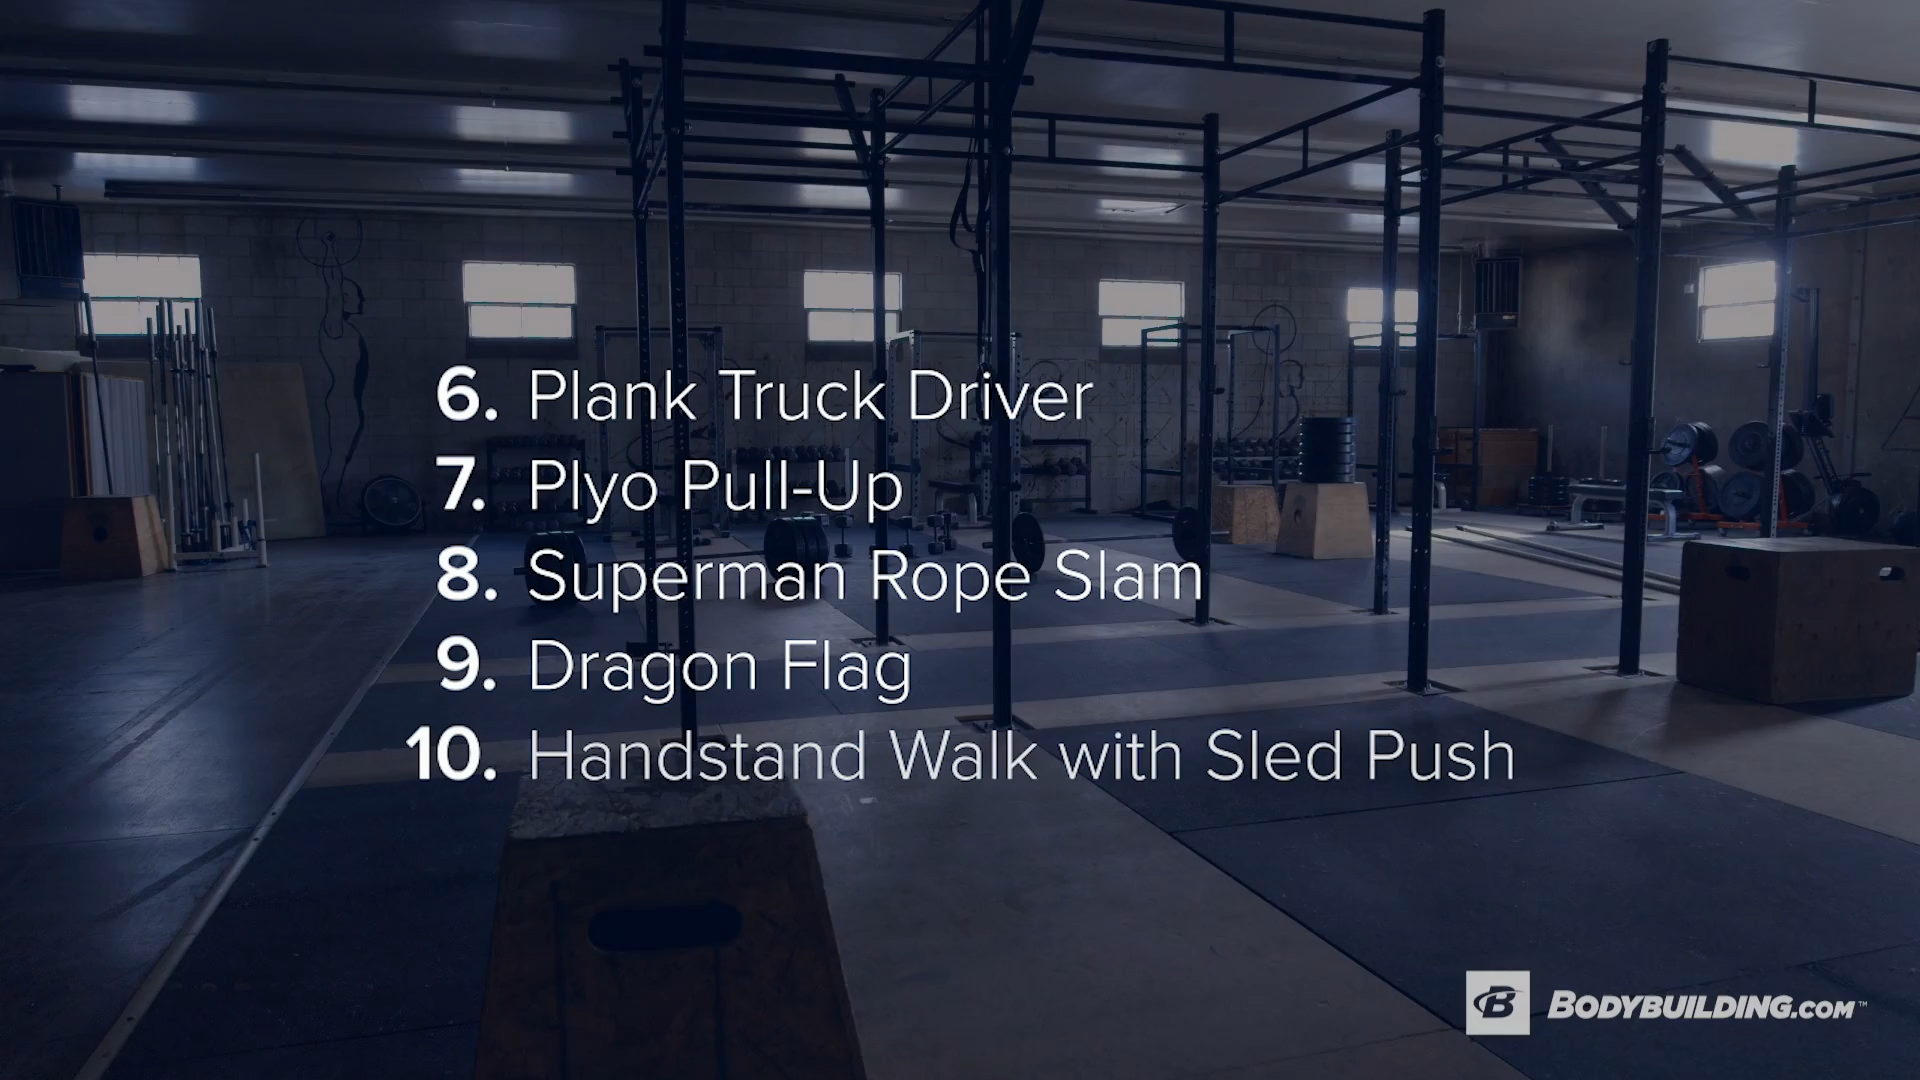 6. Plank Truck Driver
7. Plyo Pull-Up
8. Superman Rope Slam
9. Dragon Flag
10. Handstand Walk with Sled Push
B BODYBUILDING.COM™